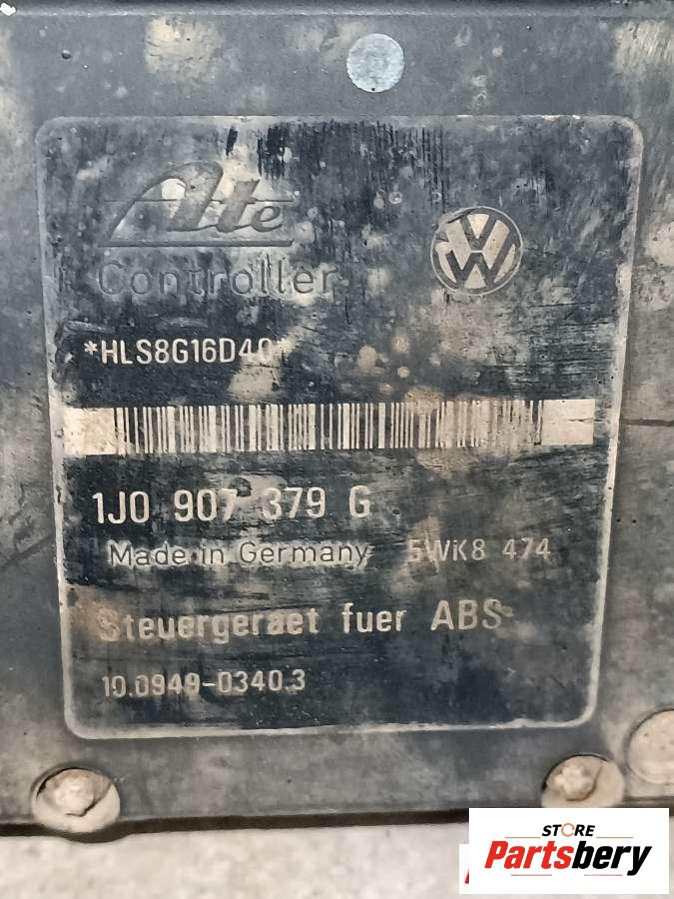 Ate
VW
Controller
*HLS8G16D40*
1J0 907 379 G
Made in Germany 5WK8 474
Steuergeraet fuer ABS
10.0949-0340.3
STORE
Partsbery